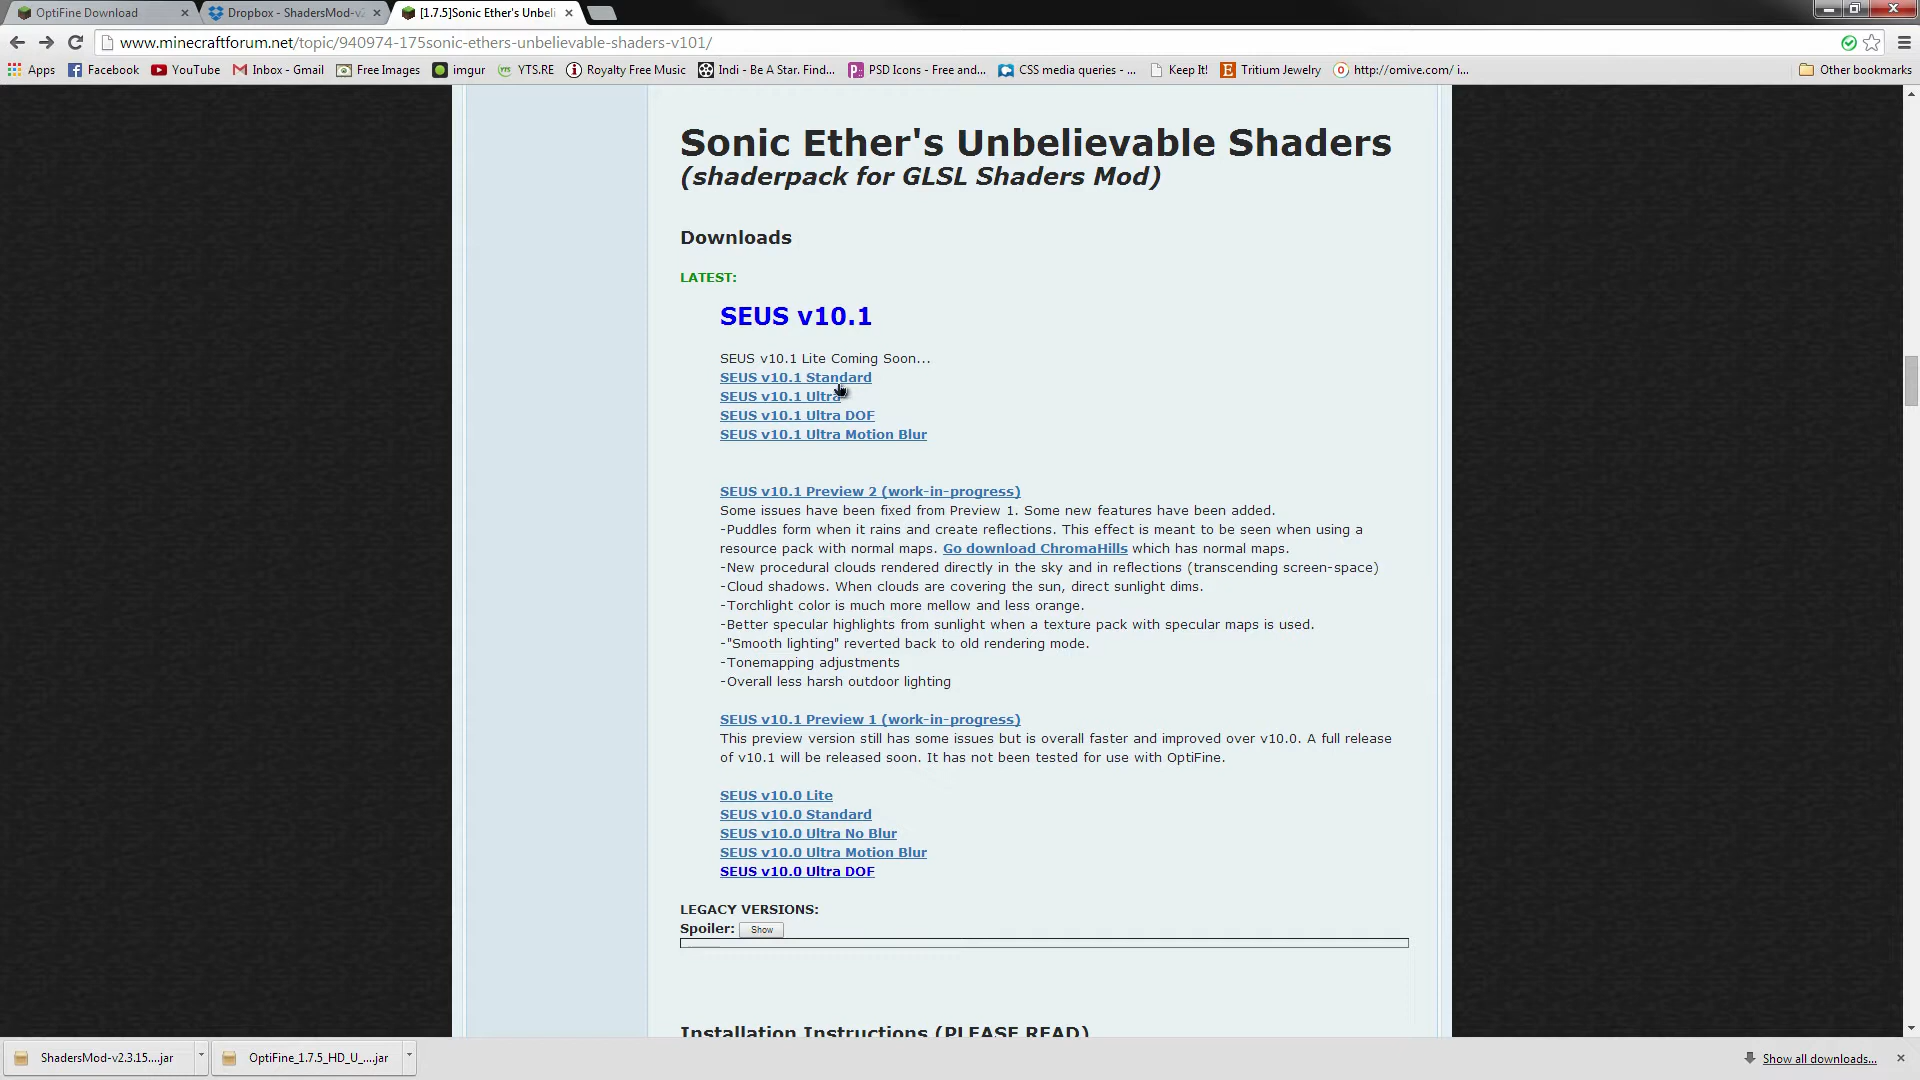 OptiFine Download
Dropbox - ShadersMod-v2
[1.7.5]Sonic Ether's Unbeli
www.minecraftforum.net/topic/940974-175sonic-ethers-unbelievable-shaders-v101/
Apps Facebook YouTube Inbox - Gmail Free Images imgur YTS.RE Royalty Free Music Indi - Be A Star. Find... PSD Icons - Free and... CSS media queries - ... Keep It! Tritium Jewelry http://omive.com/ i... Other bookmarks
Sonic Ether's Unbelievable Shaders
(shaderpack for GLSL Shaders Mod)
Downloads
LATEST:
SEUS v10.1
SEUS v10.1 Lite Coming Soon...
SEUS v10.1 Standard
SEUS v10.1 Ultra
SEUS v10.1 Ultra DOF
SEUS v10.1 Ultra Motion Blur
SEUS v10.1 Preview 2 (work-in-progress)
Some issues have been fixed from Preview 1. Some new features have been added.
-Puddles form when it rains and create reflections. This effect is meant to be seen when using a
resource pack with normal maps. Go download ChromaHills which has normal maps.
-New procedural clouds rendered directly in the sky and in reflections (transcending screen-space)
-Cloud shadows. When clouds are covering the sun, direct sunlight dims.
-Torchlight color is much more mellow and less orange.
-Better specular highlights from sunlight when a texture pack with specular maps is used.
-"Smooth lighting" reverted back to old rendering mode.
-Tonemapping adjustments
-Overall less harsh outdoor lighting
SEUS v10.1 Preview 1 (work-in-progress)
This preview version still has some issues but is overall faster and improved over v10.0. A full release
of v10.1 will be released soon. It has not been tested for use with OptiFine.
SEUS v10.0 Lite
SEUS v10.0 Standard
SEUS v10.0 Ultra No Blur
SEUS v10.0 Ultra Motion Blur
SEUS v10.0 Ultra DOF
LEGACY VERSIONS:
Spoiler: Show
Installation Instructions (PLEASE READ)
ShadersMod-v2.3.15....jar
OptiFine_1.7.5_HD_U_....jar
Show all downloads...